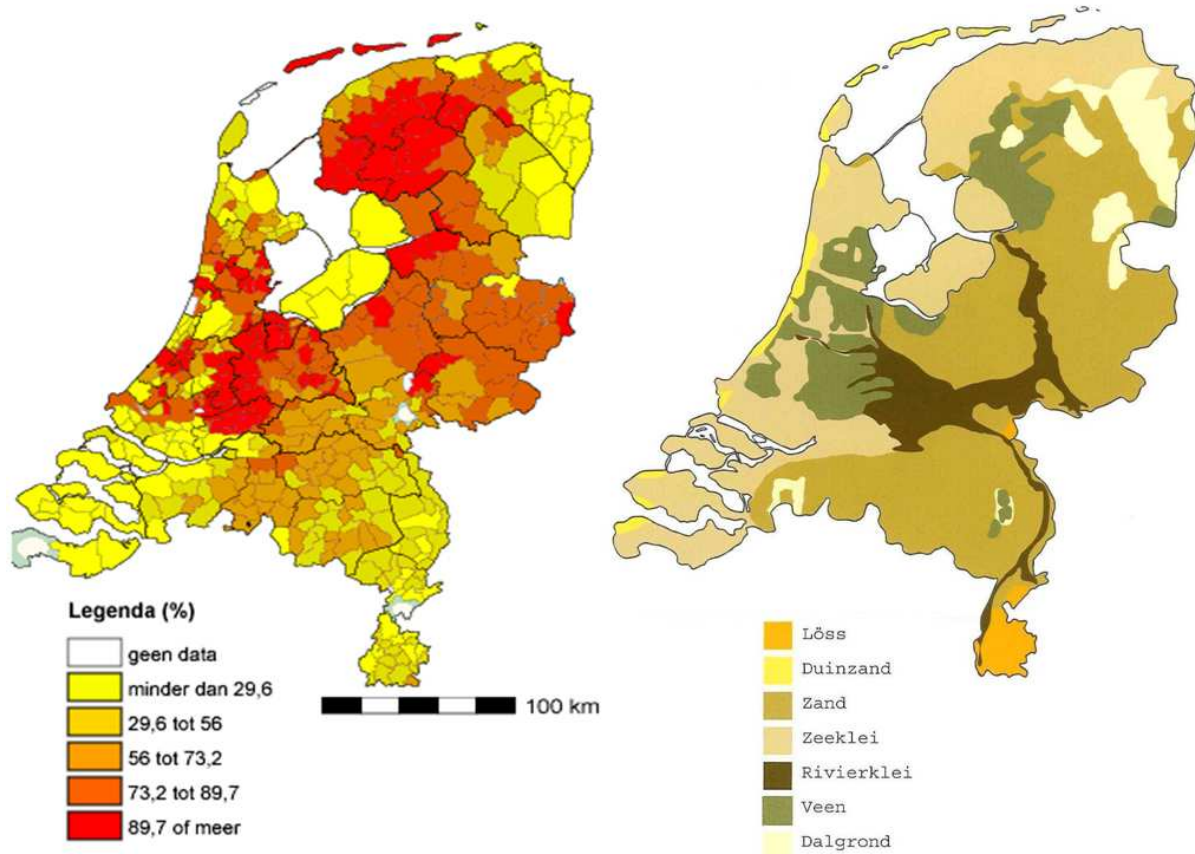 Legenda (%)
geen data
minder dan 29,6
29,6 tot 56
56 tot 73,2
73,2 tot 89,7
89,7 of meer
100 km
Löss
Duinzand
Zand
Zeeklei
Rivierklei
Veen
Dalgrond